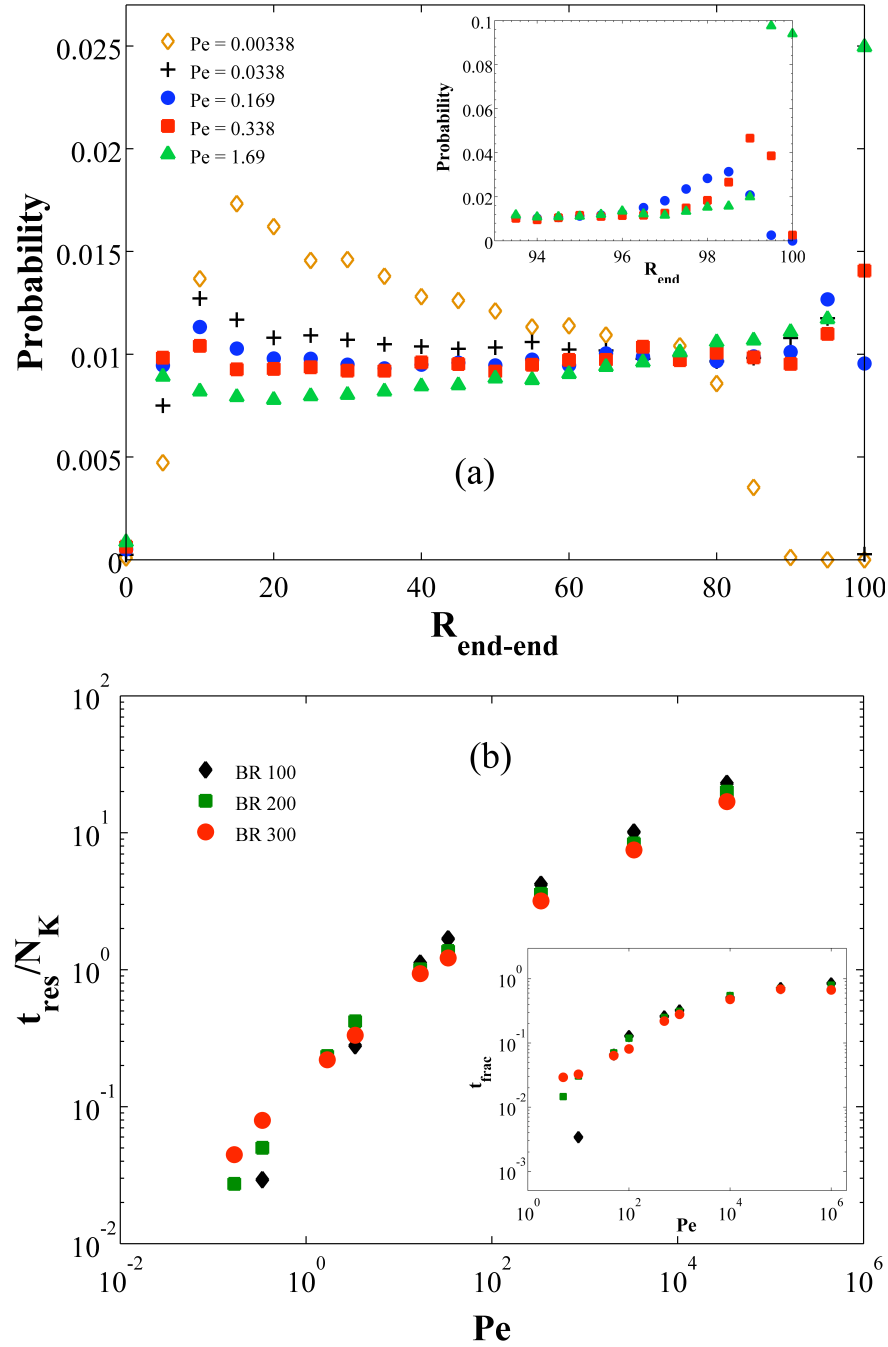 0.025
0.02
0.015
0.01
0.005
0
Probability
Pe = 0.00338
Pe = 0.0338
Pe = 0.169
Pe = 0.338
Pe = 1.69
0.1
0.08
0.06
0.04
0.02
0
Probability
94 96 98 100
R_end
(a)
0 20 40 60 80 100
R_end-end
10^2
10^1
10^0
10^-1
10^-2
t_res/N_K
(b)
BR 100
BR 200
BR 300
10^0
10^-1
10^-2
10^-3
t_frac
10^0 10^2 10^4 10^6
Pe
10^-2 10^0 10^2 10^4 10^6
Pe